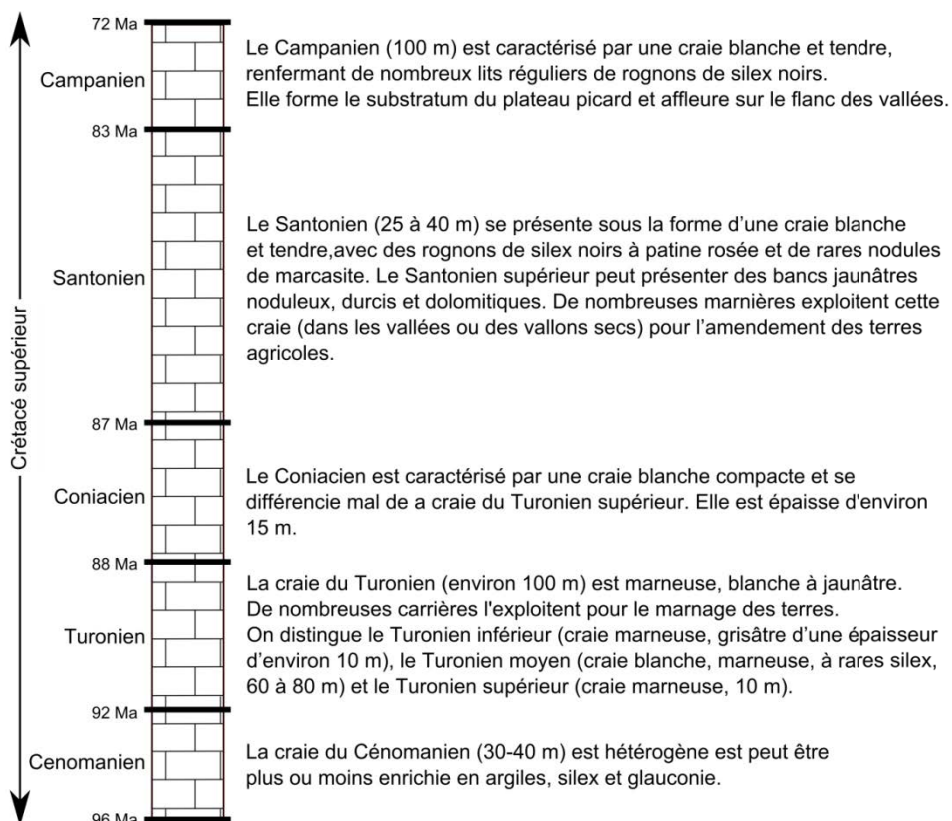 72 Ma
Campanien
Le Campanien (100 m) est caractérisé par une craie blanche et tendre,
renfermant de nombreux lits réguliers de rognons de silex noirs.
Elle forme le substratum du plateau picard et affleure sur le flanc des vallées.
83 Ma
Santonien
Le Santonien (25 à 40 m) se présente sous la forme d'une craie blanche
et tendre,avec des rognons de silex noirs à patine rosée et de rares nodules
de marcasite. Le Santonien supérieur peut présenter des bancs jaunâtres
noduleux, durcis et dolomitiques. De nombreuses marnières exploitent cette
craie (dans les vallées ou des vallons secs) pour l'amendement des terres
agricoles.
Crétacé supérieur
87 Ma
Coniacien
Le Coniacien est caractérisé par une craie blanche compacte et se
différencie mal de a craie du Turonien supérieur. Elle est épaisse d'environ
15 m.
88 Ma
Turonien
La craie du Turonien (environ 100 m) est marneuse, blanche à jaunâtre.
De nombreuses carrières l'exploitent pour le marnage des terres.
On distingue le Turonien inférieur (craie marneuse, grisâtre d'une épaisseur
d'environ 10 m), le Turonien moyen (craie blanche, marneuse, à rares silex,
60 à 80 m) et le Turonien supérieur (craie marneuse, 10 m).
92 Ma
Cenomanien
La craie du Cénomanien (30-40 m) est hétérogène est peut être
plus ou moins enrichie en argiles, silex et glauconie.
96 Ma